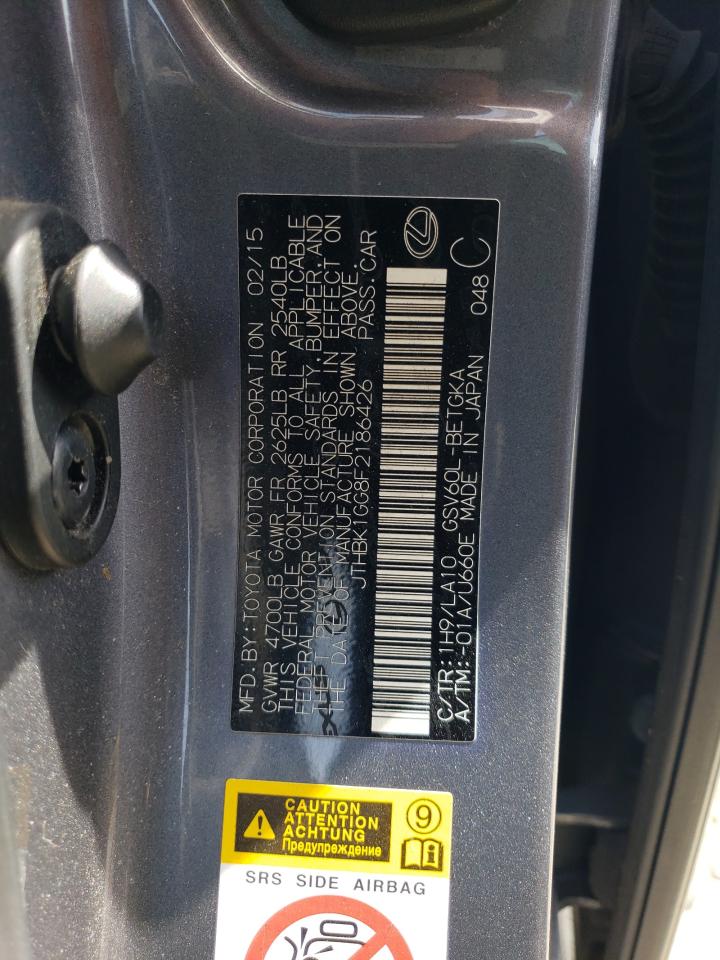 MFD.BY:TOYOTA MOTOR CORPORATION 02/15
GVWR 4700LB GAWR FR 2625LB RR 2540LB
THIS VEHICLE CONFORMS TO ALL APPLICABLE
FEDERAL MOTOR VEHICLE SAFETY,BUMPER,AND
THEFT PREVENTION STANDARDS IN EFFECT ON
THE DATE OF MANUFACTURE SHOWN ABOVE.
JTHBK1GG8F2186426 PASS.CAR
C/TR:1H9/LA10 GSV60L-BETGKA
A/TM:-01A/U660E MADE IN JAPAN 048 C
CAUTION
ATTENTION
ACHTUNG
Предупреждение
9
SRS SIDE AIRBAG